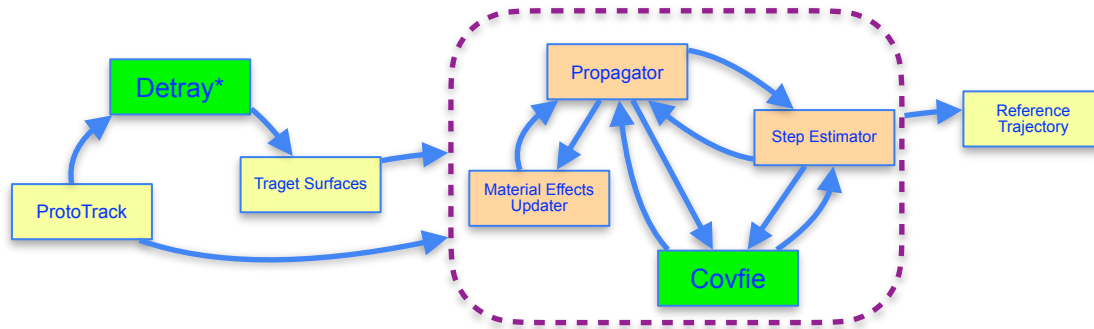 Detray*
Propagator
Reference
Trajectory
Step Estimator
Traget Surfaces
Material Effects
Updater
ProtoTrack
Covfie